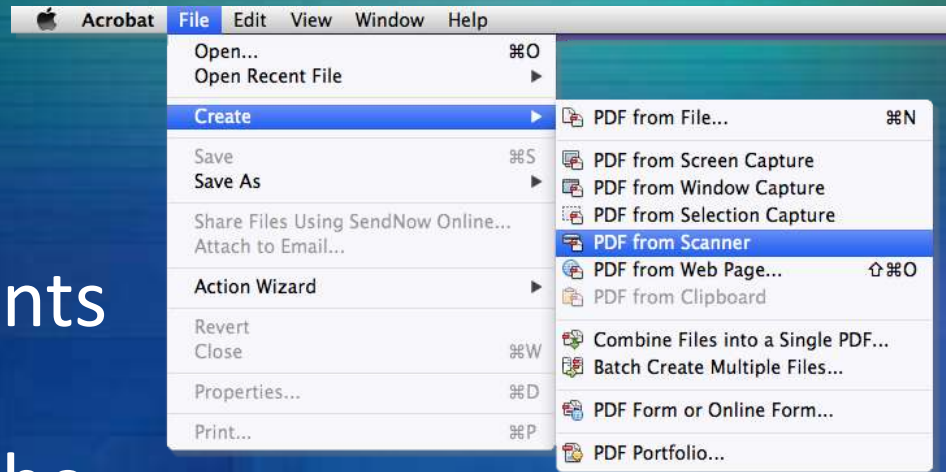 Acrobat File Edit View Window Help
Open... ⌘O
Open Recent File ▶
Create ▶
Save ⌘S
Save As ▶
Share Files Using SendNow Online...
Attach to Email...
Action Wizard ▶
Revert
Close ⌘W
Properties... ⌘D
Print... ⌘P
PDF from File... ⌘N
PDF from Screen Capture
PDF from Window Capture
PDF from Selection Capture
PDF from Scanner
PDF from Web Page... ⇧⌘O
PDF from Clipboard
Combine Files into a Single PDF...
Batch Create Multiple Files...
PDF Form or Online Form...
PDF Portfolio...
nts